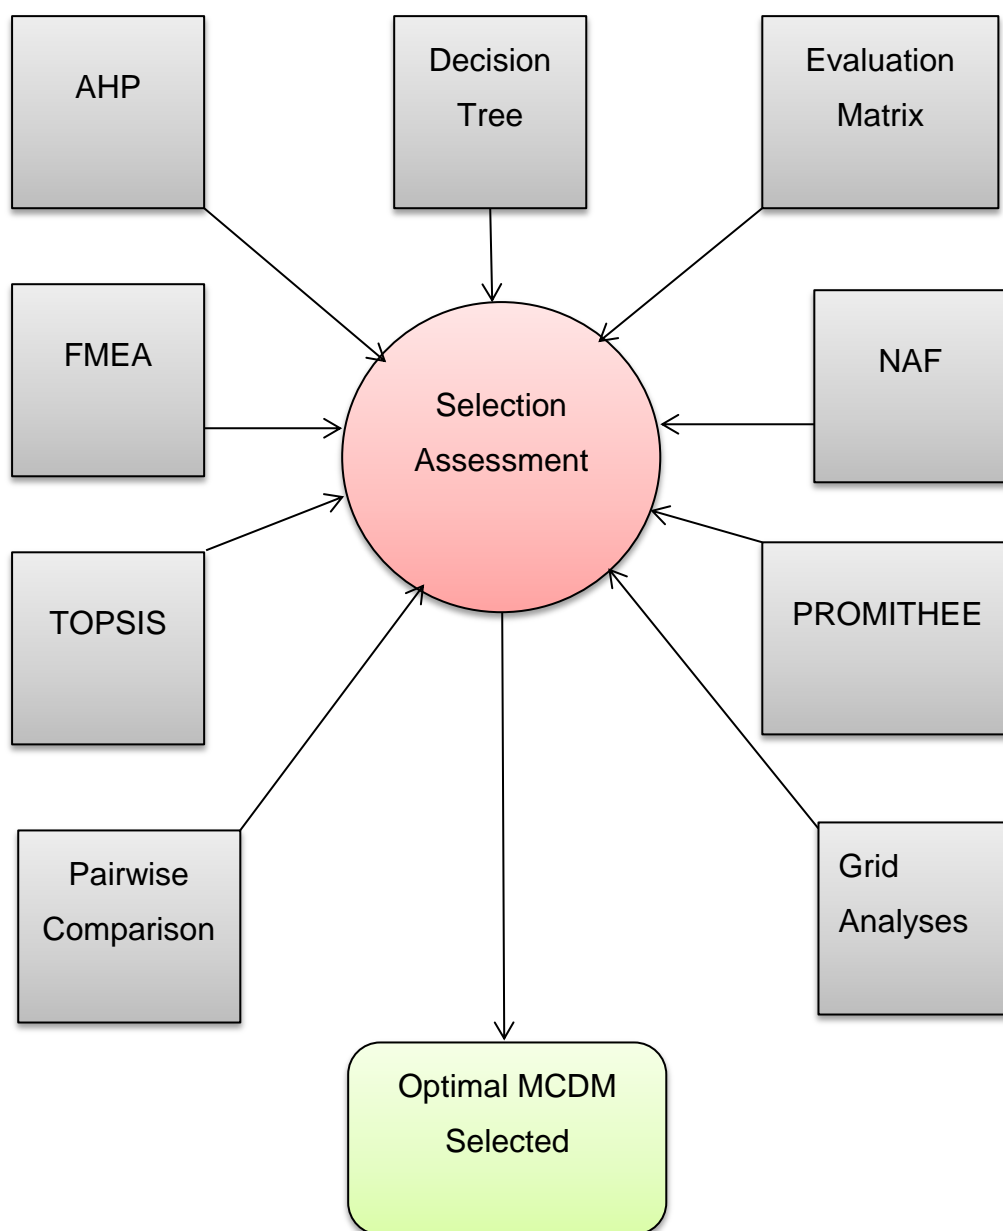 AHP
Decision
Tree
Evaluation
Matrix
FMEA
NAF
Selection
Assessment
TOPSIS
PROMITHEE
Pairwise
Comparison
Grid
Analyses
Optimal MCDM
Selected